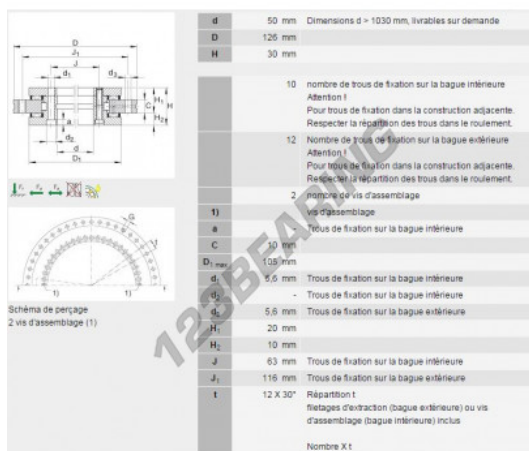 d 50 mm Dimensions d > 1030 mm, livrables sur demande
D 126 mm
H 30 mm
10 nombre de trous de fixation sur la bague intérieure
Attention !
Pour trous de fixation dans la construction adjacente.
Respecter la répartition des trous dans le roulement.
12 Nombre de trous de fixation sur la bague extérieure
Attention !
Pour trous de fixation dans la construction adjacente.
Respecter la répartition des trous dans le roulement.
2 nombre de vis d'assemblage
1) vis d'assemblage
a Trous de fixation sur la bague intérieure
C 10 mm
D1 max 105 mm
d1 5,6 mm Trous de fixation sur la bague intérieure
d2 - Trous de fixation sur la bague intérieure
5,6 mm Trous de fixation sur la bague extérieure
H1 20 mm
H2 10 mm
J 63 mm Trous de fixation sur la bague intérieure
J1 116 mm Trous de fixation sur la bague extérieure
t 12 X 30° Répartition t
filetages d'extraction (bague extérieure) ou vis
d'assemblage (bague intérieure) inclus
Nombre X t
D
J1
J
d1
a
C
H1
H
H2
d2
d
D1
G
t
1)
1)
Schéma de perçage
2 vis d'assemblage (1)
123BEARING